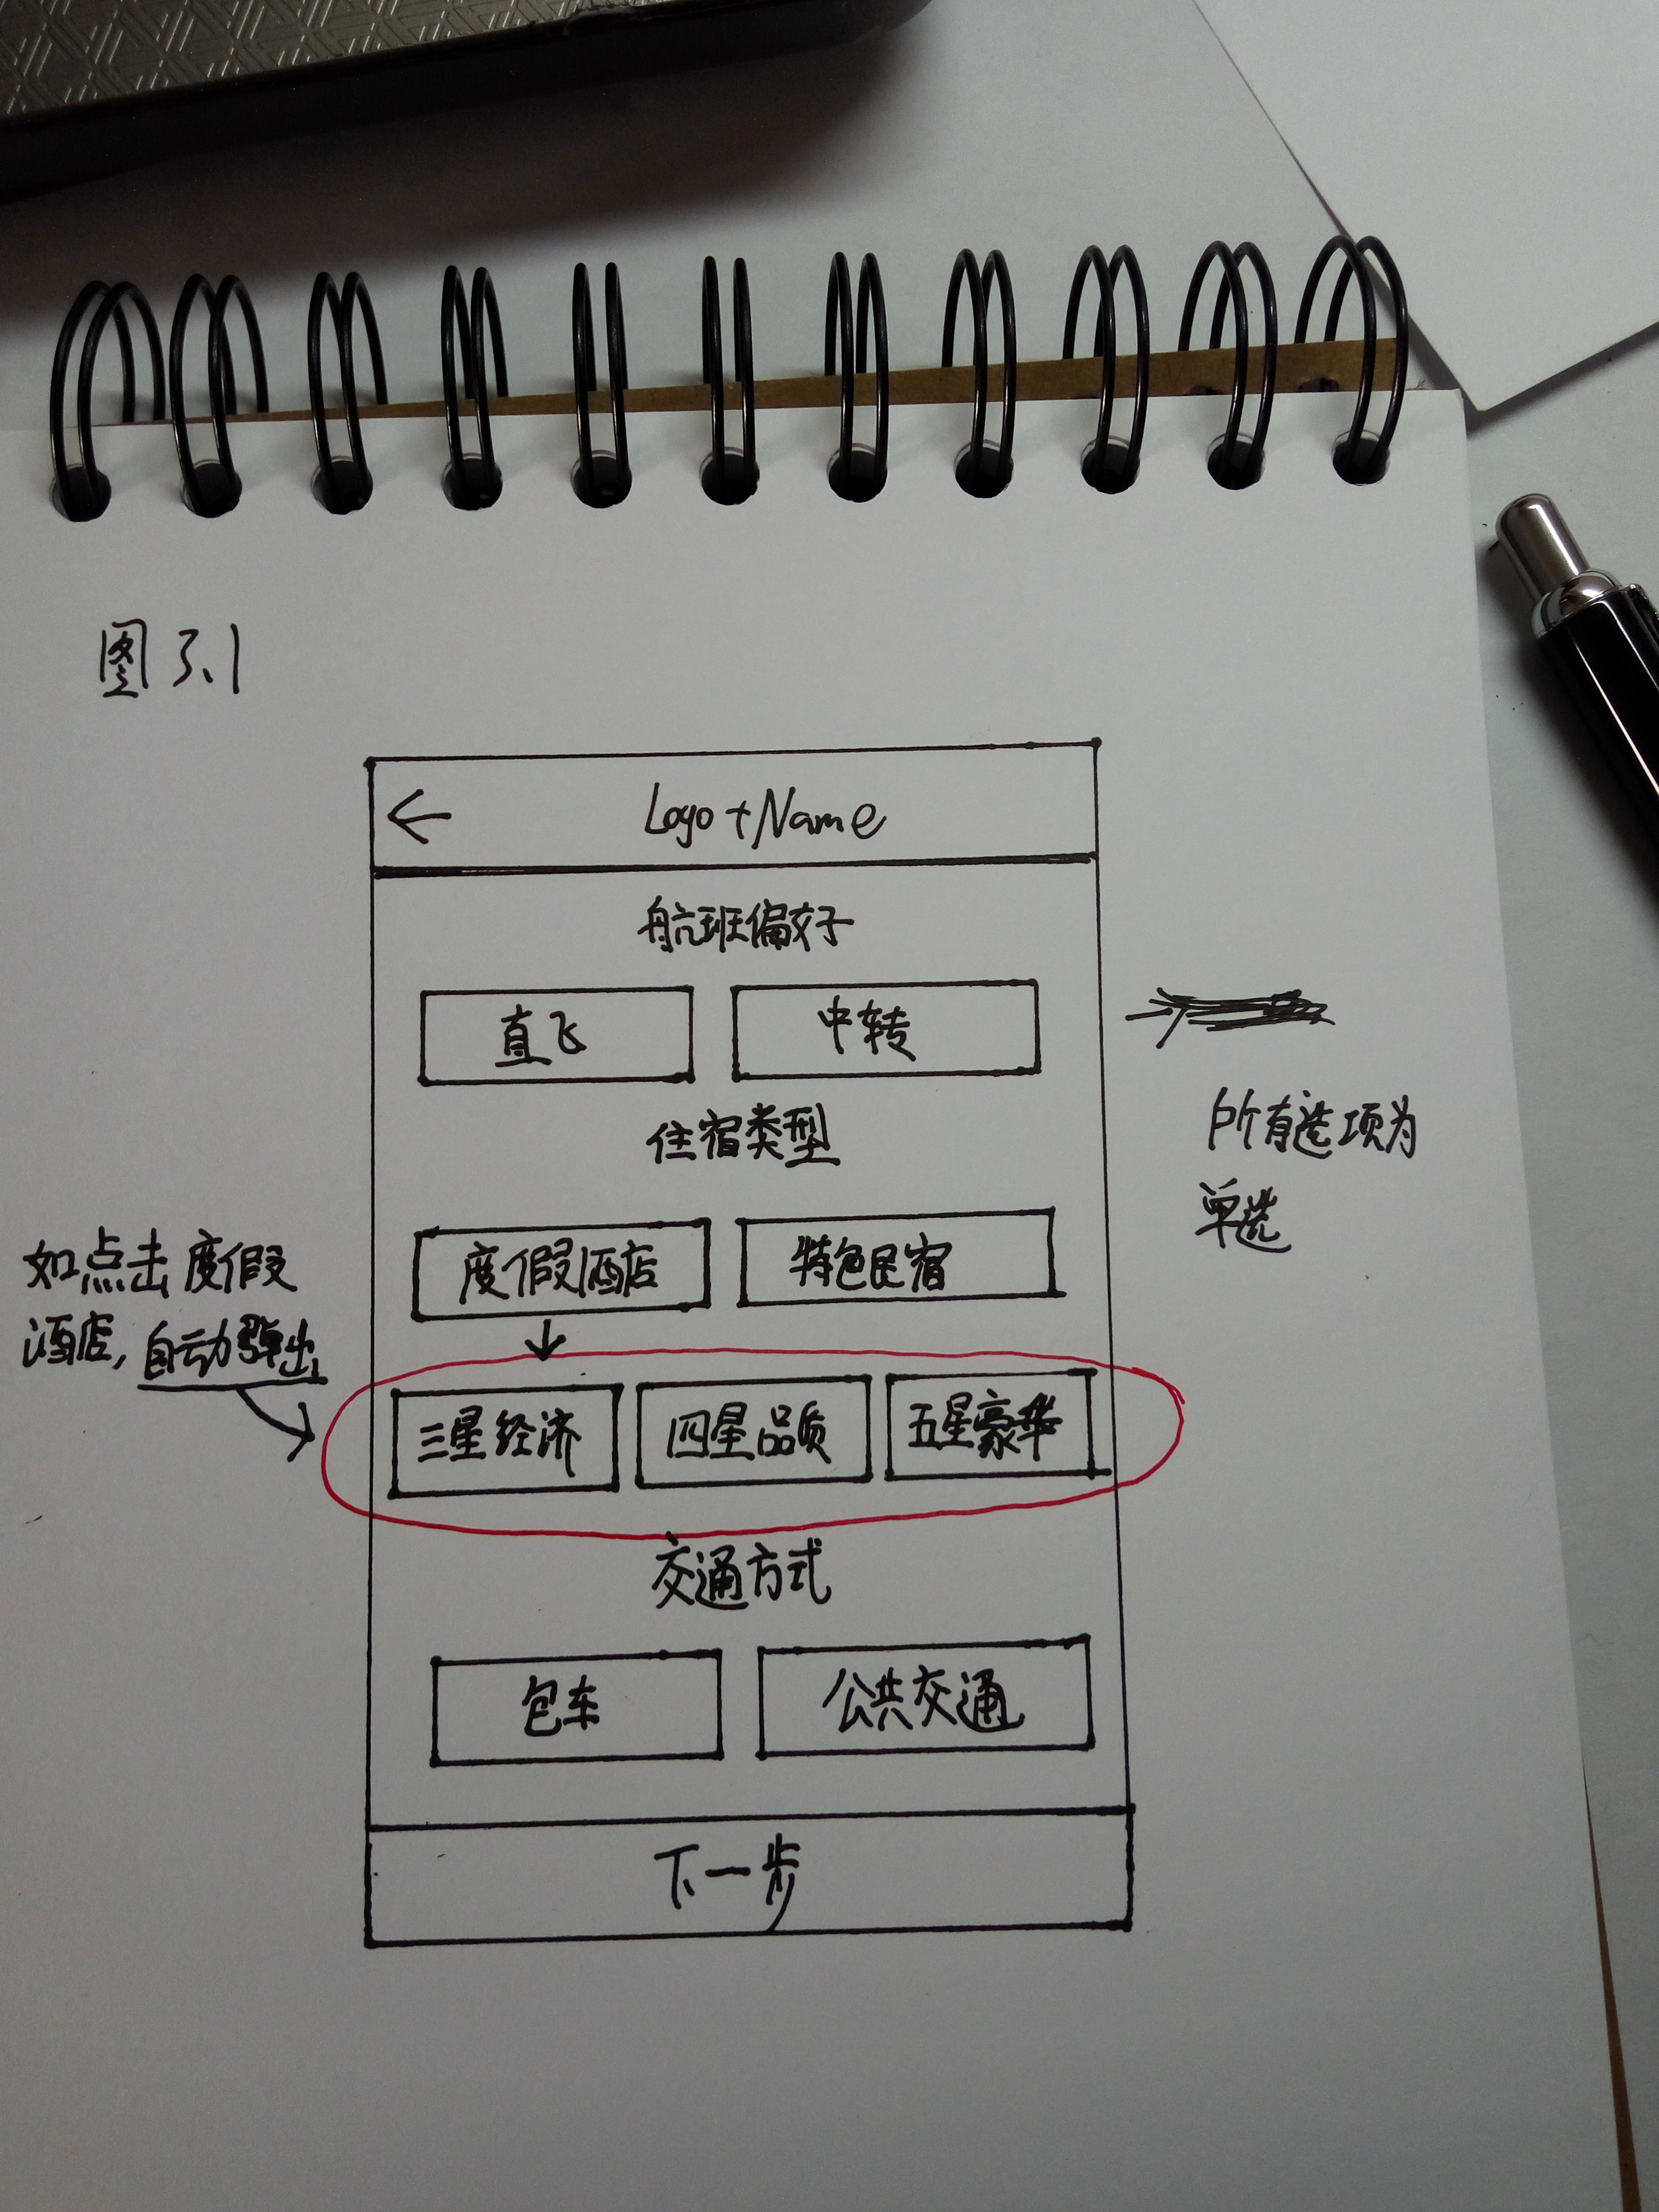 图 3.1
←
Logo+Name
航班偏好
直飞
中转
所有选项为
单选
住宿类型
度假酒店
特色民宿
如点击度假
酒店,自动弹出
三星经济
四星品质
五星豪华
交通方式
包车
公共交通
下一步